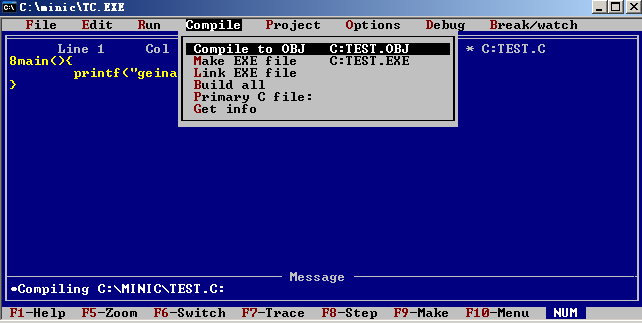 C:\minic\TC.EXE
File Edit Run Compile Project Options Debug Break/watch
Line 1 Col * C:TEST.C
8main(){
printf("geina
}
Compile to OBJ C:TEST.OBJ
Make EXE file C:TEST.EXE
Link EXE file
Build all
Primary C file:
Get info
Message
•Compiling C:\MINIC\TEST.C:
F1-Help F5-Zoom F6-Switch F7-Trace F8-Step F9-Make F10-Menu NUM